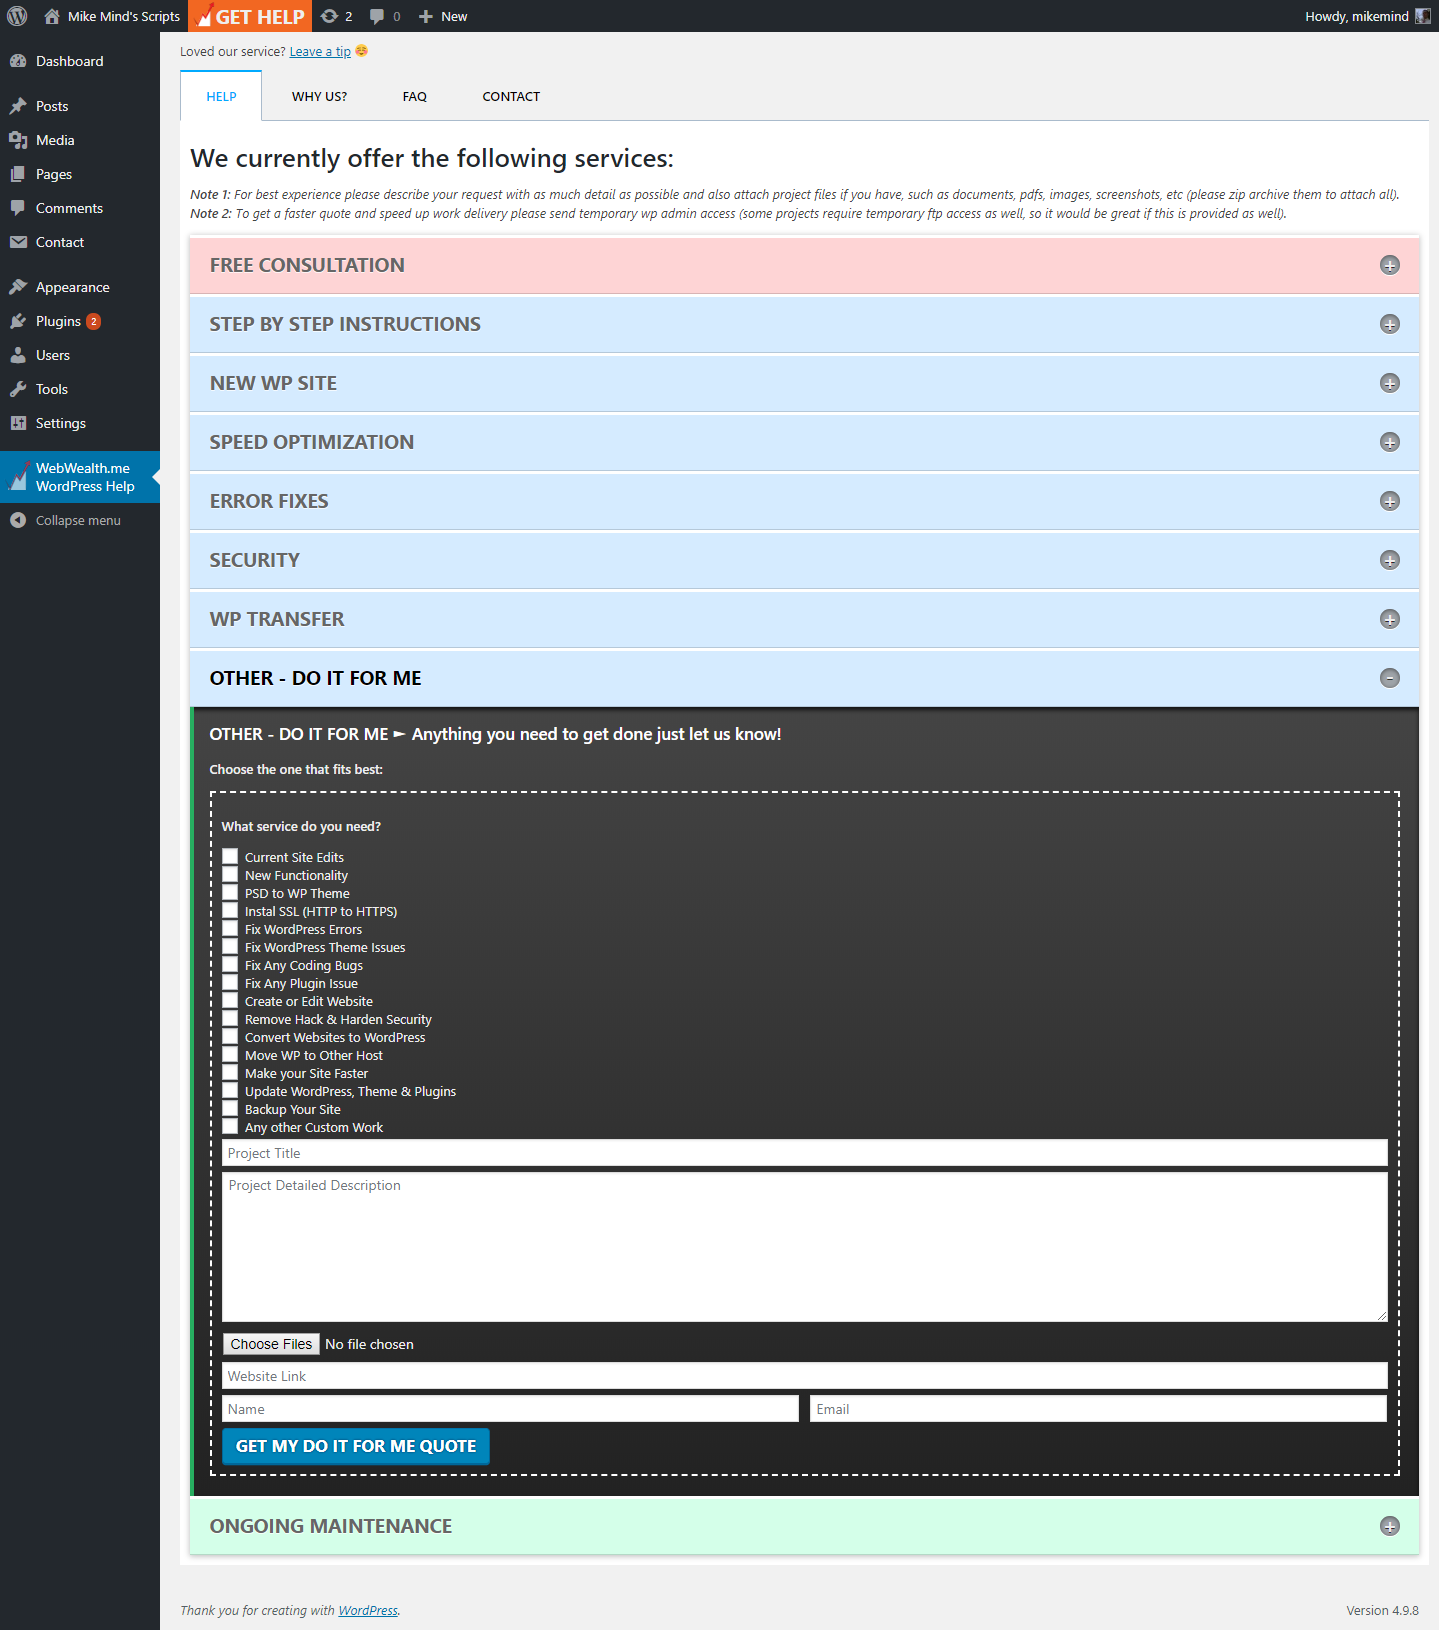 Mike Mind's Scripts
GET HELP
2
0
New
Howdy, mikemind
Dashboard
Posts
Media
Pages
Comments
Contact
Appearance
Plugins 2
Users
Tools
Settings
WebWealth.me
WordPress Help
Collapse menu
Loved our service? Leave a tip
HELP
WHY US?
FAQ
CONTACT
We currently offer the following services:
Note 1: For best experience please describe your request with as much detail as possible and also attach project files if you have, such as documents, pdfs, images, screenshots, etc (please zip archive them to attach all).
Note 2: To get a faster quote and speed up work delivery please send temporary wp admin access (some projects require temporary ftp access as well, so it would be great if this is provided as well).
FREE CONSULTATION
STEP BY STEP INSTRUCTIONS
NEW WP SITE
SPEED OPTIMIZATION
ERROR FIXES
SECURITY
WP TRANSFER
OTHER - DO IT FOR ME
OTHER - DO IT FOR ME ► Anything you need to get done just let us know!
Choose the one that fits best:
What service do you need?
Current Site Edits
New Functionality
PSD to WP Theme
Instal SSL (HTTP to HTTPS)
Fix WordPress Errors
Fix WordPress Theme Issues
Fix Any Coding Bugs
Fix Any Plugin Issue
Create or Edit Website
Remove Hack & Harden Security
Convert Websites to WordPress
Move WP to Other Host
Make your Site Faster
Update WordPress, Theme & Plugins
Backup Your Site
Any other Custom Work
Project Title
Project Detailed Description
Choose Files No file chosen
Website Link
Name
Email
GET MY DO IT FOR ME QUOTE
ONGOING MAINTENANCE
Thank you for creating with WordPress.
Version 4.9.8